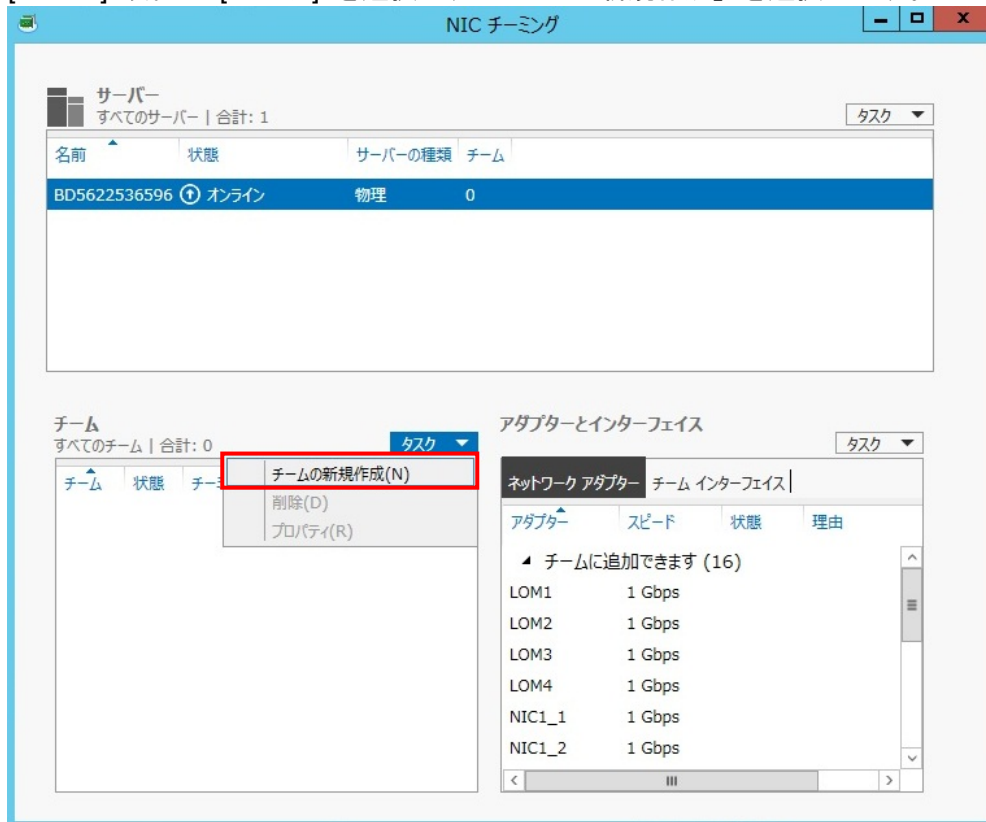 NIC チーミング
サーバー
すべてのサーバー | 合計: 1
タスク
名前 状態 サーバーの種類 チーム
BD5622536596 オンライン 物理 0
チーム
すべてのチーム | 合計: 0
タスク
チーム 状態
チームの新規作成(N)
削除(D)
プロパティ(R)
アダプターとインターフェイス
タスク
ネットワーク アダプター チーム インターフェイス
アダプター スピード 状態 理由
チームに追加できます (16)
LOM1 1 Gbps
LOM2 1 Gbps
LOM3 1 Gbps
LOM4 1 Gbps
NIC1_1 1 Gbps
NIC1_2 1 Gbps